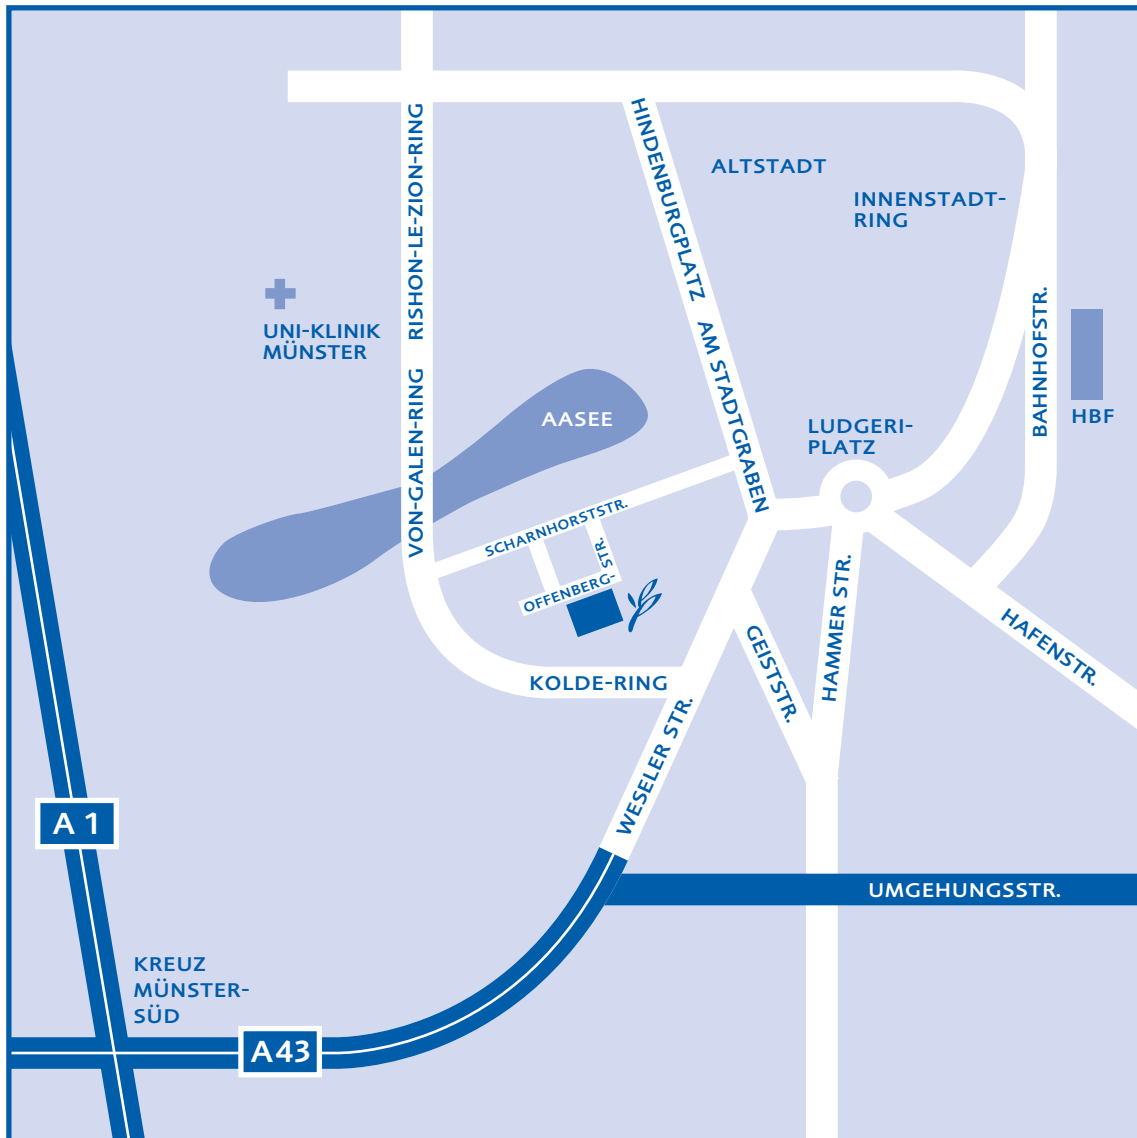 HINDENBURGPLATZ
ALTSTADT
INNENSTADT-
RING
RISHON-LE-ZION-RING
UNI-KLINIK
MÜNSTER
BAHNHOFSTR.
HBF
AM STADTGRABEN
AASEE
LUDGERI-
PLATZ
VON-GALEN-RING
SCHARNHORSTSTR.
OFFENBERG-
STR.
KOLDE-RING
GEISTSTR.
HAMMER STR.
HAFENSTR.
WESELER STR.
A 1
UMGEHUNGSSTR.
KREUZ
MÜNSTER-
SÜD
A43